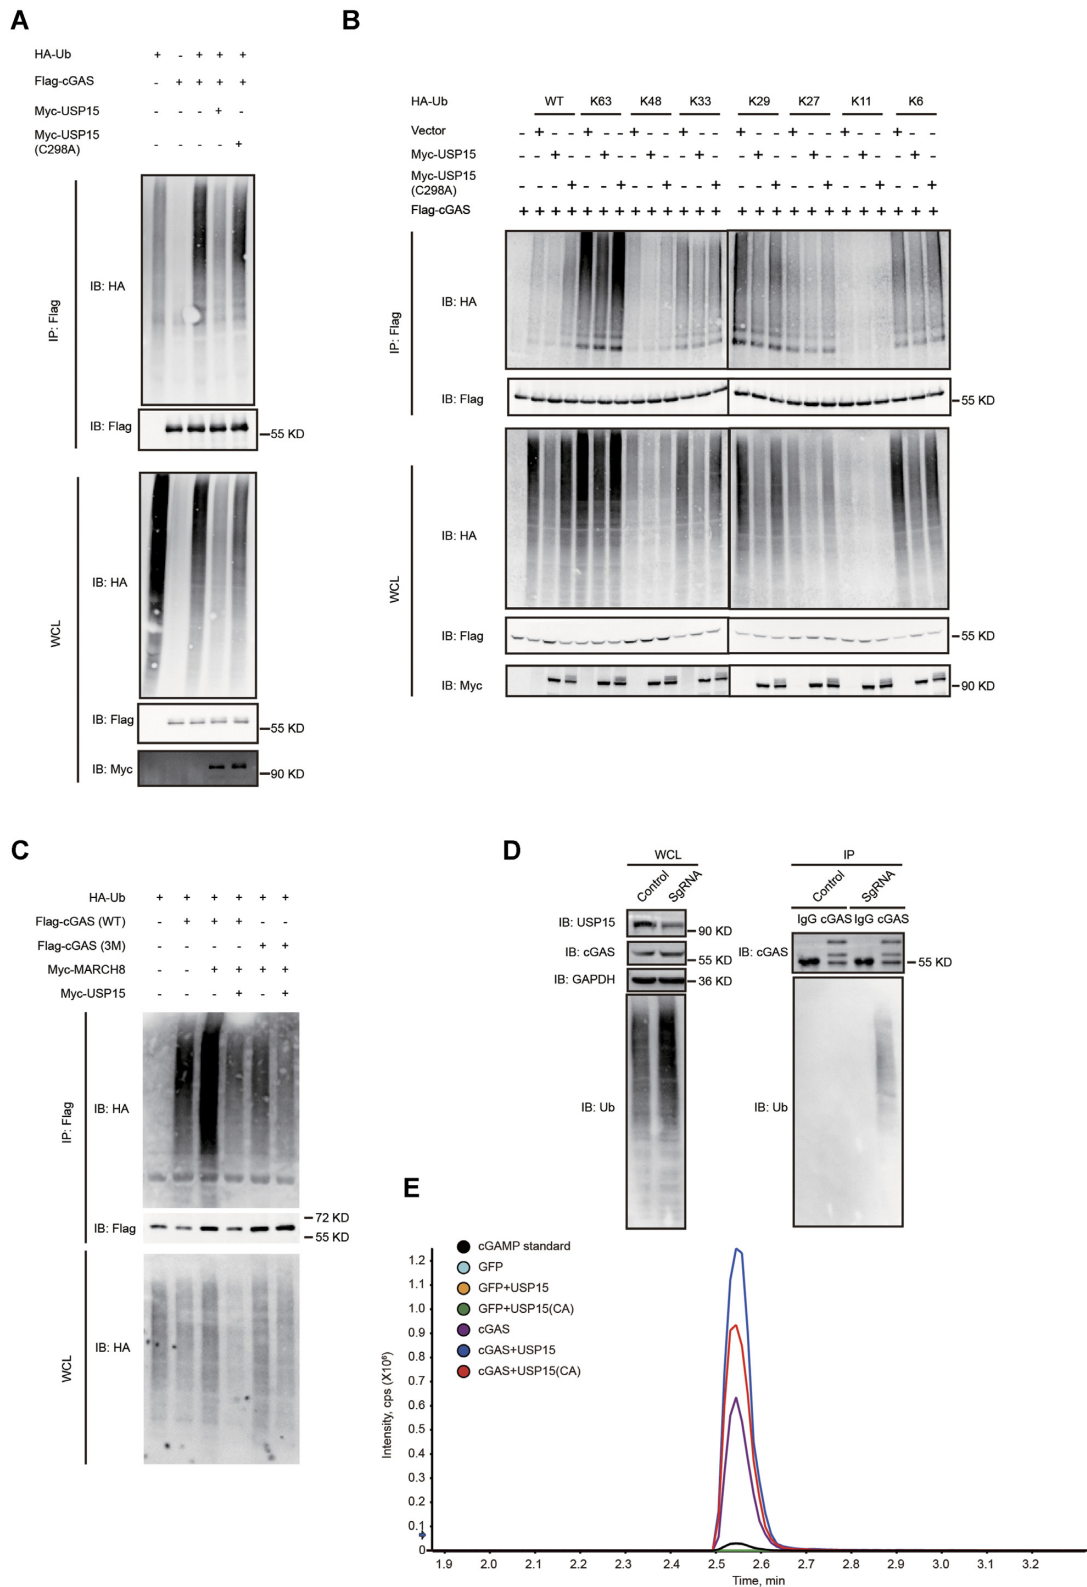 A
HA-Ub + - + + +
Flag-cGAS - + + + +
Myc-USP15 - - - + -
Myc-USP15
(C298A) - - - - +
IP: Flag
IB: HA
IB: Flag
55 KD
WCL
IB: HA
IB: Flag
55 KD
IB: Myc
90 KD
B
HA-Ub WT K63 K48 K33 K29 K27 K11 K6
Vector - + - - + - - + - - + - - + - - + - - + - - + - -
Myc-USP15 - - + - - + - - + - - + - - + - - + - - + - - + -
Myc-USP15
(C298A) - - - + - - + - - + - - + - - + - - + - - + - - +
Flag-cGAS + + + + + + + + + + + + + + + + + + + + + + + + +
IP: Flag
IB: HA
IB: Flag
55 KD
WCL
IB: HA
IB: Flag
55 KD
IB: Myc
90 KD
C
HA-Ub + + + + + +
Flag-cGAS (WT) - + + + - -
Flag-cGAS (3M) - - - - + +
Myc-MARCH8 - - + + + +
Myc-USP15 - - - + - +
IP: Flag
IB: HA
IB: Flag
72 KD
55 KD
WCL
IB: HA
D
WCL
Control
SgRNA
IB: USP15
90 KD
IB: cGAS
55 KD
IB: GAPDH
36 KD
IB: Ub
IP
Control
SgRNA
IgG cGAS IgG cGAS
IB: cGAS
55 KD
IB: Ub
E
cGAMP standard
GFP
GFP+USP15
GFP+USP15(CA)
cGAS
cGAS+USP15
cGAS+USP15(CA)
Intensity, cps (X10⁶)
1.2
1.1
1.0
0.9
0.8
0.7
0.6
0.5
0.4
0.3
0.2
0.1
0
1.9 2.0 2.1 2.2 2.3 2.4 2.5 2.6 2.7 2.8 2.9 3.0 3.1 3.2
Time, min